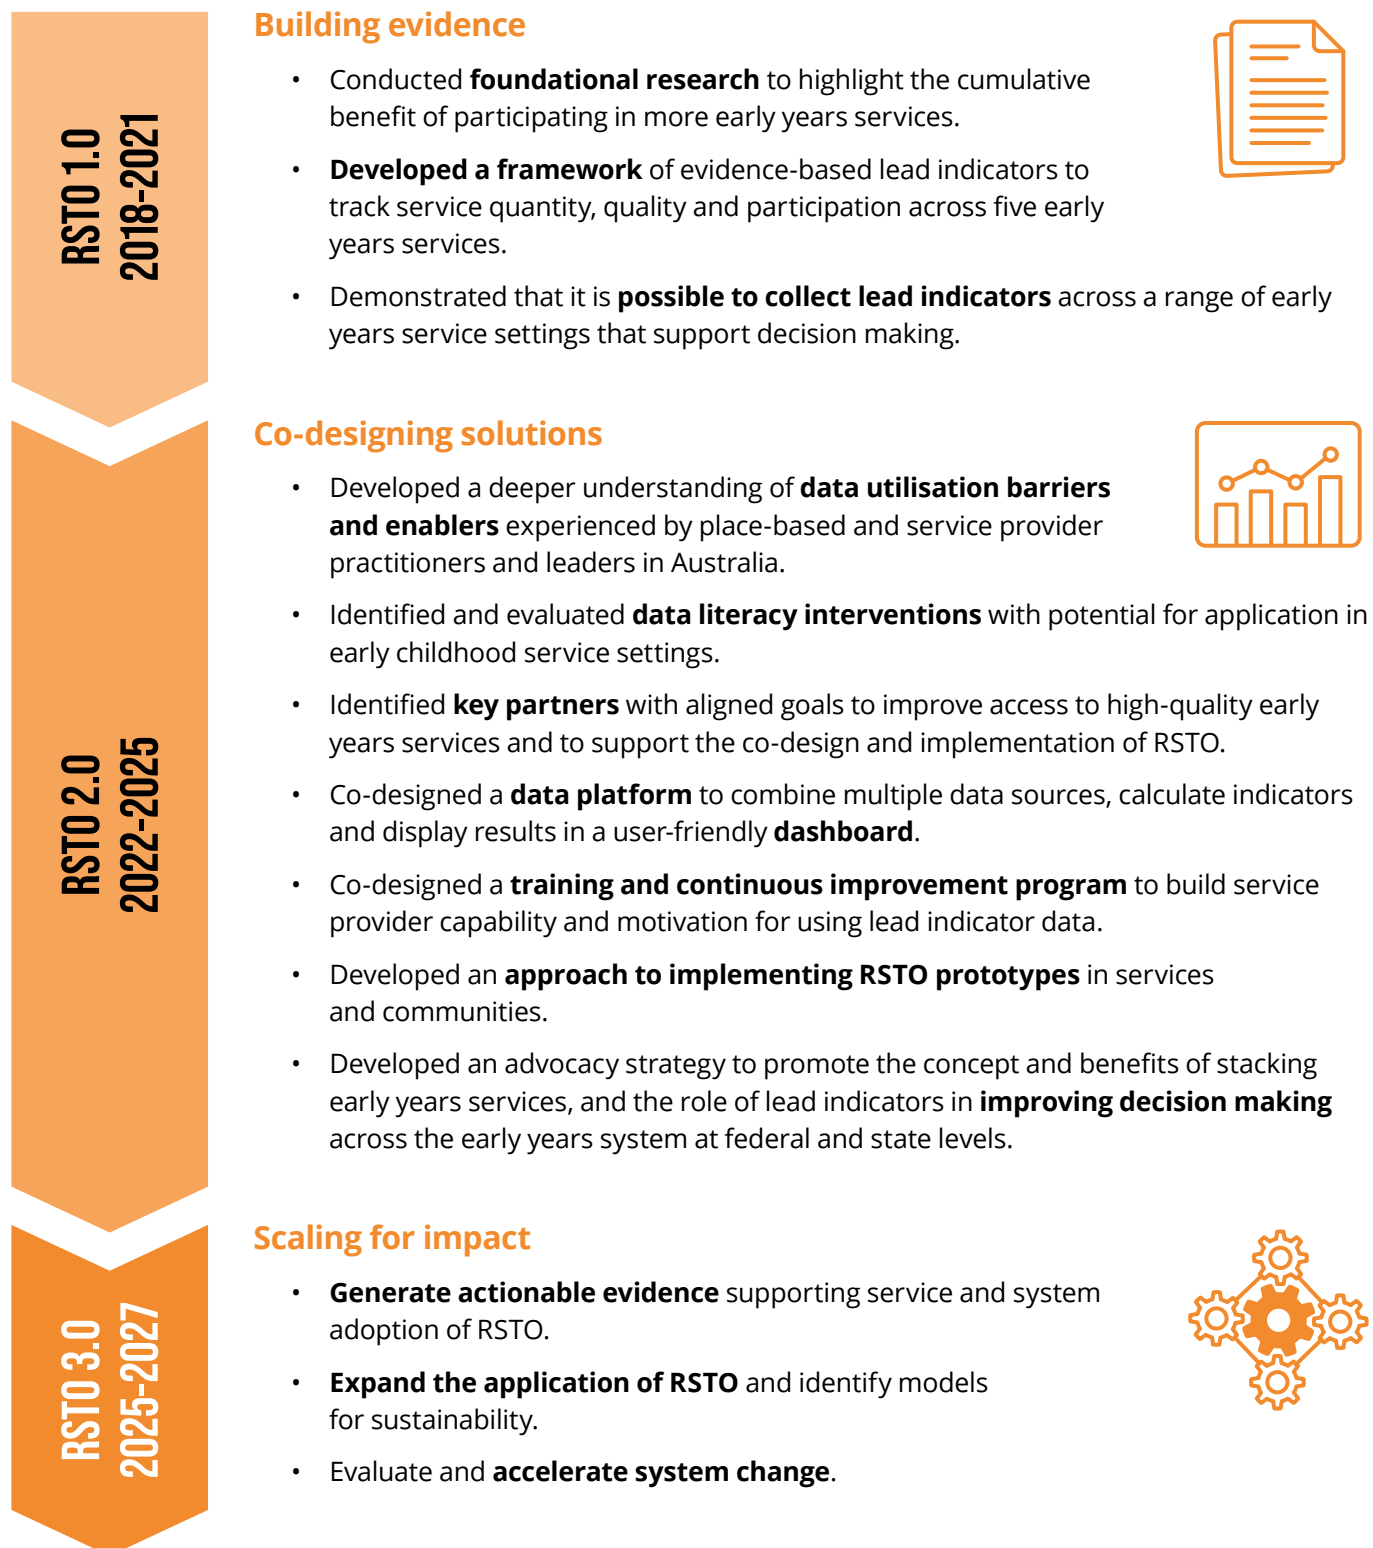 RSTO 1.0
2018-2021
Building evidence
• Conducted foundational research to highlight the cumulative
benefit of participating in more early years services.
• Developed a framework of evidence-based lead indicators to
track service quantity, quality and participation across five early
years services.
• Demonstrated that it is possible to collect lead indicators across a range of early
years service settings that support decision making.
RSTO 2.0
2022-2025
Co-designing solutions
• Developed a deeper understanding of data utilisation barriers
and enablers experienced by place-based and service provider
practitioners and leaders in Australia.
• Identified and evaluated data literacy interventions with potential for application in
early childhood service settings.
• Identified key partners with aligned goals to improve access to high-quality early
years services and to support the co-design and implementation of RSTO.
• Co-designed a data platform to combine multiple data sources, calculate indicators
and display results in a user-friendly dashboard.
• Co-designed a training and continuous improvement program to build service
provider capability and motivation for using lead indicator data.
• Developed an approach to implementing RSTO prototypes in services
and communities.
• Developed an advocacy strategy to promote the concept and benefits of stacking
early years services, and the role of lead indicators in improving decision making
across the early years system at federal and state levels.
RSTO 3.0
2025-2027
Scaling for impact
• Generate actionable evidence supporting service and system
adoption of RSTO.
• Expand the application of RSTO and identify models
for sustainability.
• Evaluate and accelerate system change.